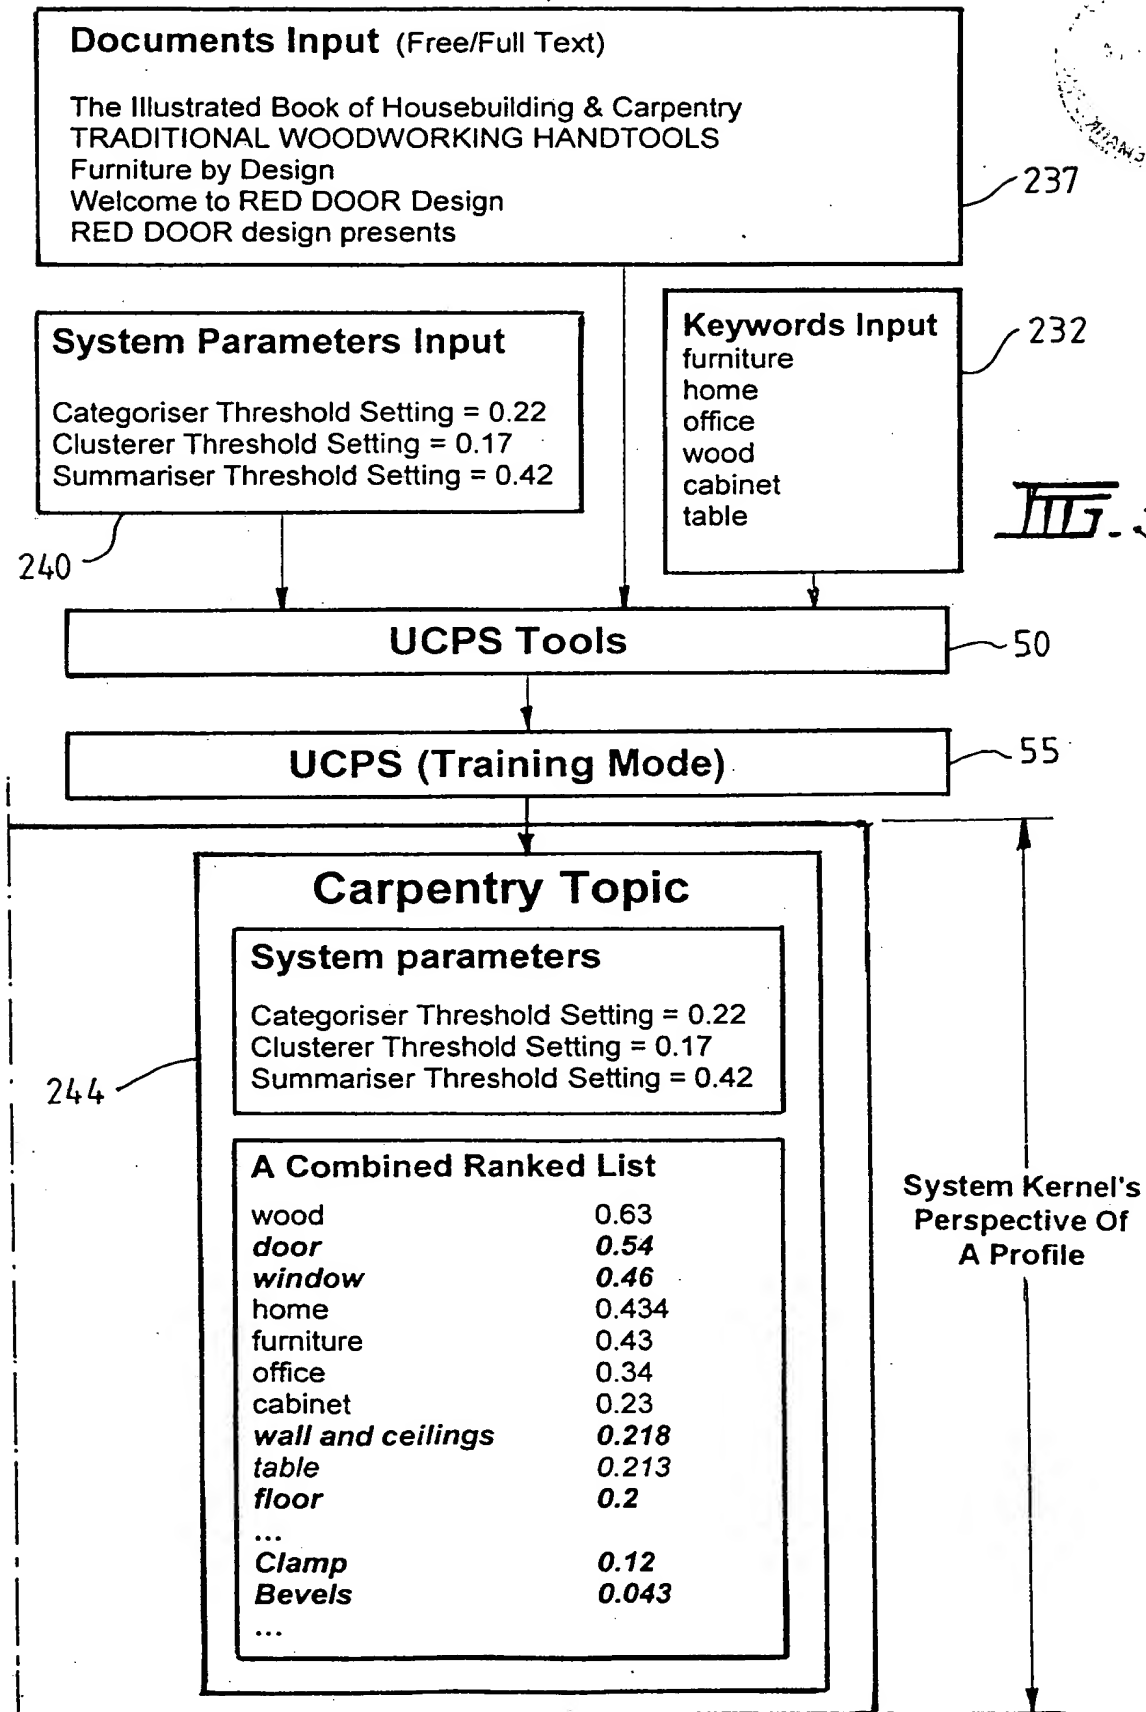 Documents Input (Free/Full Text)
The Illustrated Book of Housebuilding & Carpentry
TRADITIONAL WOODWORKING HANDTOOLS
Furniture by Design
Welcome to RED DOOR Design
RED DOOR design presents
237
System Parameters Input
Categoriser Threshold Setting = 0.22
Clusterer Threshold Setting = 0.17
Summariser Threshold Setting = 0.42
240
Keywords Input
furniture
home
office
wood
cabinet
table
232
FIG.
UCPS Tools
50
UCPS (Training Mode)
55
Carpentry Topic
System parameters
Categoriser Threshold Setting = 0.22
Clusterer Threshold Setting = 0.17
Summariser Threshold Setting = 0.42
244
A Combined Ranked List
wood 0.63
door 0.54
window 0.46
home 0.434
furniture 0.43
office 0.34
cabinet 0.23
wall and ceilings 0.218
table 0.213
floor 0.2
...
Clamp 0.12
Bevels 0.043
...
System Kernel's
Perspective Of
A Profile